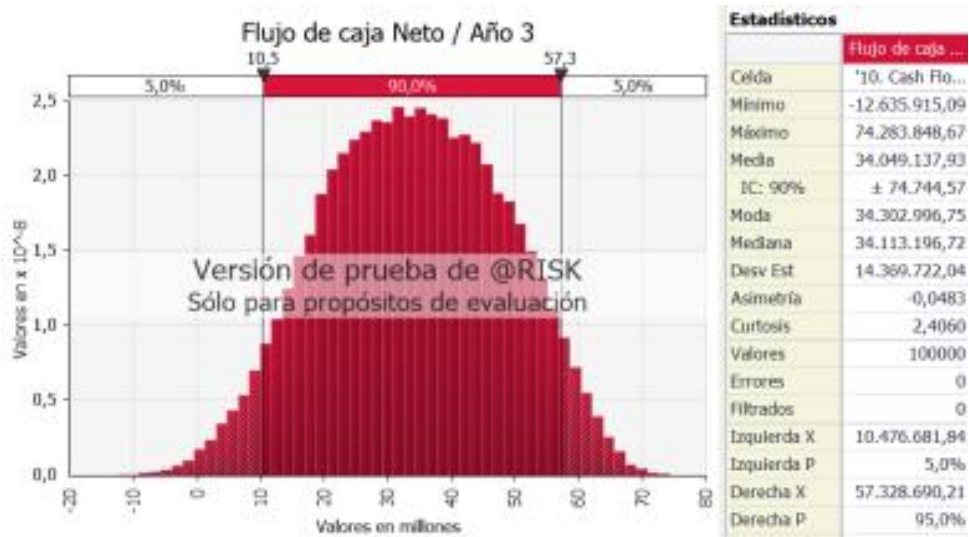 Flujo de caja Neto / Año 3
10,5 57,3
5,0% 90,0% 5,0%
2,5
2,0
1,5
1,0
0,5
0,0
Valores en x 10^-8
-20 -10 0 10 20 30 40 50 60 70 80
Valores en millones
Versión de prueba de @RISK
Sólo para propósitos de evaluación
Estadísticos
Flujo de caja ...
Celda '10. Cash Flo...
Mínimo -12.635.915,09
Máximo 74.283.848,67
Media 34.049.137,93
IC: 90% ± 74.744,57
Moda 34.302.996,75
Mediana 34.113.196,72
Desv Est 14.369.722,04
Asimetría -0,0483
Curtosis 2,4060
Valores 100000
Errores 0
Filtrados 0
Izquierda X 10.476.681,84
Izquierda P 5,0%
Derecha X 57.328.690,21
Derecha P 95,0%